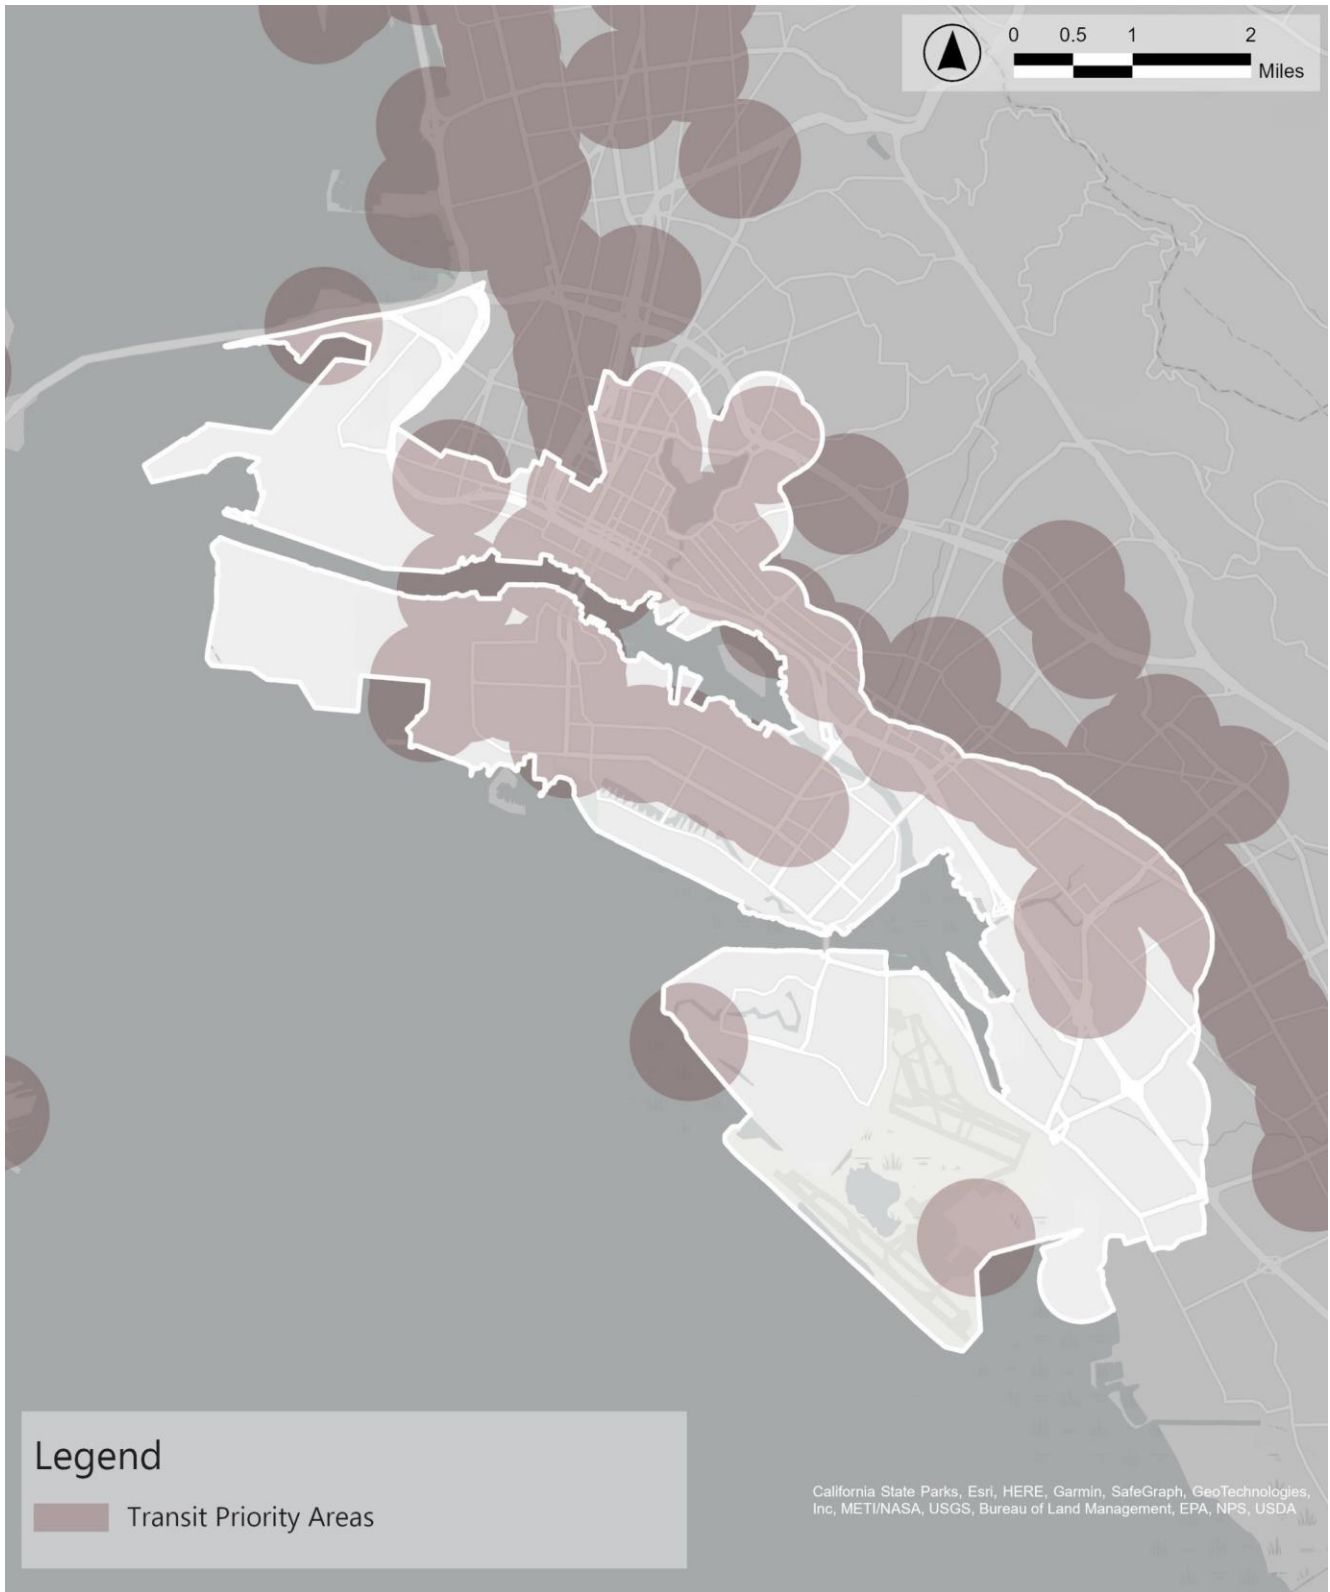 0 0.5 1 2
Miles
Legend
Transit Priority Areas
California State Parks, Esri, HERE, Garmin, SafeGraph, GeoTechnologies,
Inc, METI/NASA, USGS, Bureau of Land Management, EPA, NPS, USDA